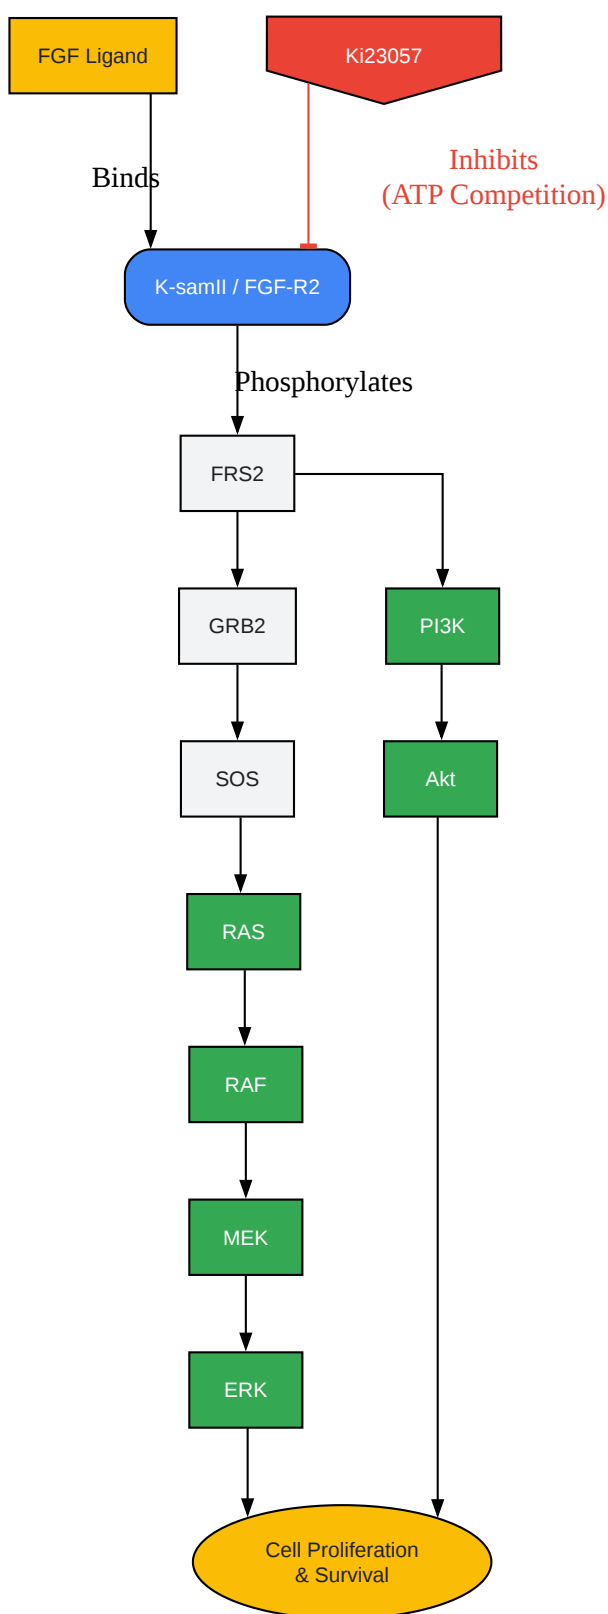 FGF Ligand
Ki23057
Binds
Inhibits
(ATP Competition)
K-samII / FGF-R2
Phosphorylates
FRS2
GRB2
PI3K
SOS
Akt
RAS
RAF
MEK
ERK
Cell Proliferation
& Survival